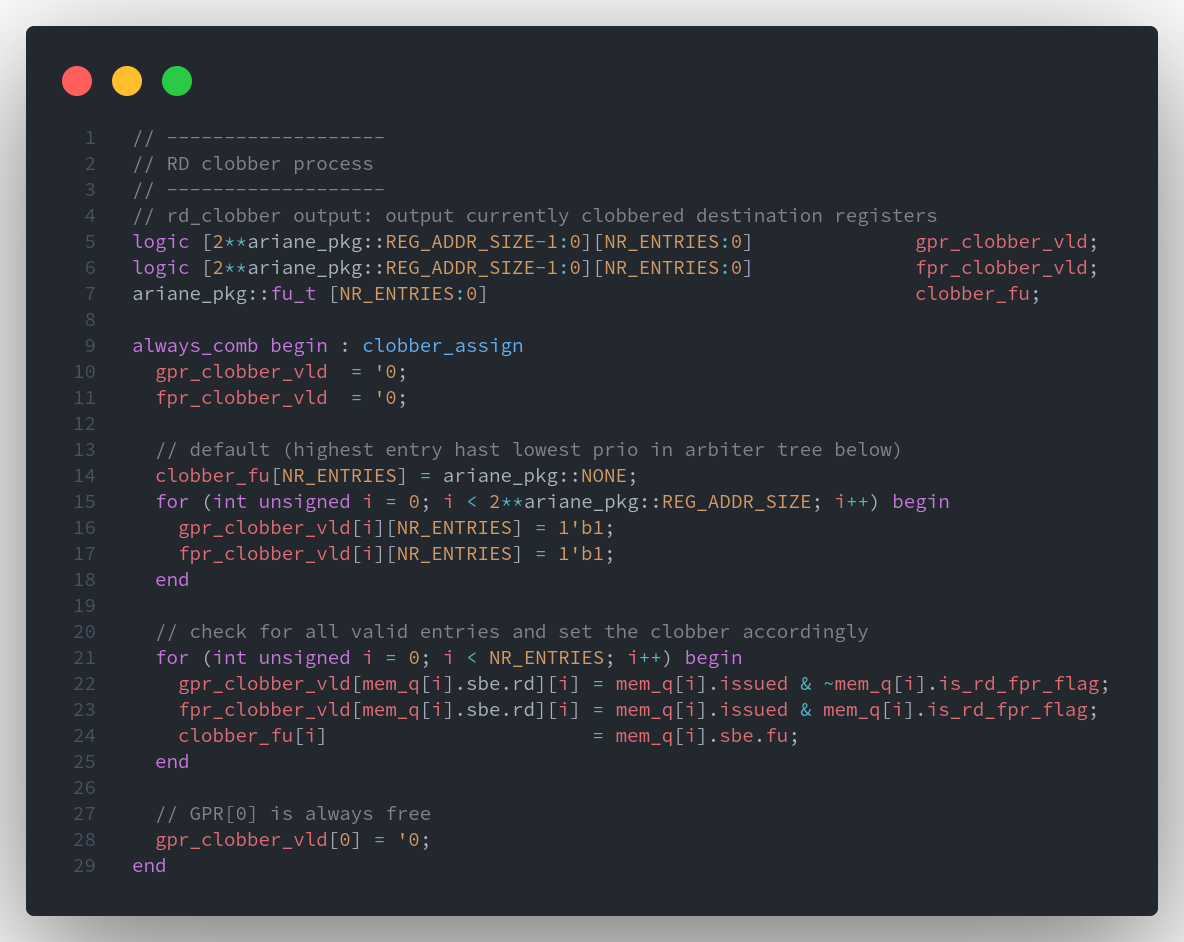 1 // -------------------
2 // RD clobber process
3 // -------------------
4 // rd_clobber output: output currently clobbered destination registers
5 logic [2**ariane_pkg::REG_ADDR_SIZE-1:0][NR_ENTRIES:0]              gpr_clobber_vld;
6 logic [2**ariane_pkg::REG_ADDR_SIZE-1:0][NR_ENTRIES:0]              fpr_clobber_vld;
7 ariane_pkg::fu_t [NR_ENTRIES:0]                                     clobber_fu;
8
9 always_comb begin : clobber_assign
10   gpr_clobber_vld  = '0;
11   fpr_clobber_vld  = '0;
12
13   // default (highest entry hast lowest prio in arbiter tree below)
14   clobber_fu[NR_ENTRIES] = ariane_pkg::NONE;
15   for (int unsigned i = 0; i < 2**ariane_pkg::REG_ADDR_SIZE; i++) begin
16     gpr_clobber_vld[i][NR_ENTRIES] = 1'b1;
17     fpr_clobber_vld[i][NR_ENTRIES] = 1'b1;
18   end
19
20   // check for all valid entries and set the clobber accordingly
21   for (int unsigned i = 0; i < NR_ENTRIES; i++) begin
22     gpr_clobber_vld[mem_q[i].sbe.rd][i] = mem_q[i].issued & ~mem_q[i].is_rd_fpr_flag;
23     fpr_clobber_vld[mem_q[i].sbe.rd][i] = mem_q[i].issued & mem_q[i].is_rd_fpr_flag;
24     clobber_fu[i]                       = mem_q[i].sbe.fu;
25   end
26
27   // GPR[0] is always free
28   gpr_clobber_vld[0] = '0;
29 end